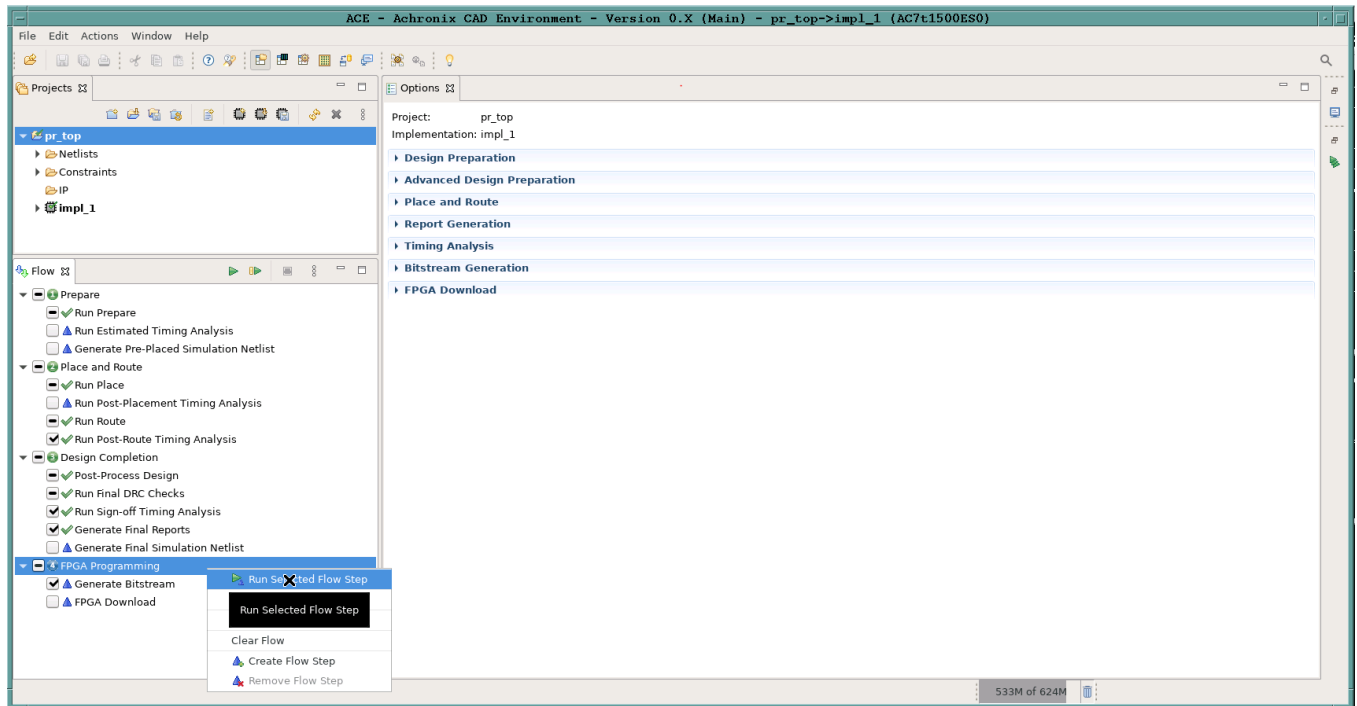 ACE - Achronix CAD Environment - Version 0.X (Main) - pr_top->impl_1 (AC7t1500ES0)
File Edit Actions Window Help
Projects
pr_top
Netlists
Constraints
IP
impl_1
Options
Project: pr_top
Implementation: impl_1
Design Preparation
Advanced Design Preparation
Place and Route
Report Generation
Timing Analysis
Bitstream Generation
FPGA Download
Flow
1 Prepare
Run Prepare
Run Estimated Timing Analysis
Generate Pre-Placed Simulation Netlist
2 Place and Route
Run Place
Run Post-Placement Timing Analysis
Run Route
Run Post-Route Timing Analysis
3 Design Completion
Post-Process Design
Run Final DRC Checks
Run Sign-off Timing Analysis
Generate Final Reports
Generate Final Simulation Netlist
4 FPGA Programming
Generate Bitstream
FPGA Download
Run Selected Flow Step
Run Selected Flow Step
Clear Flow
Create Flow Step
Remove Flow Step
533M of 624M